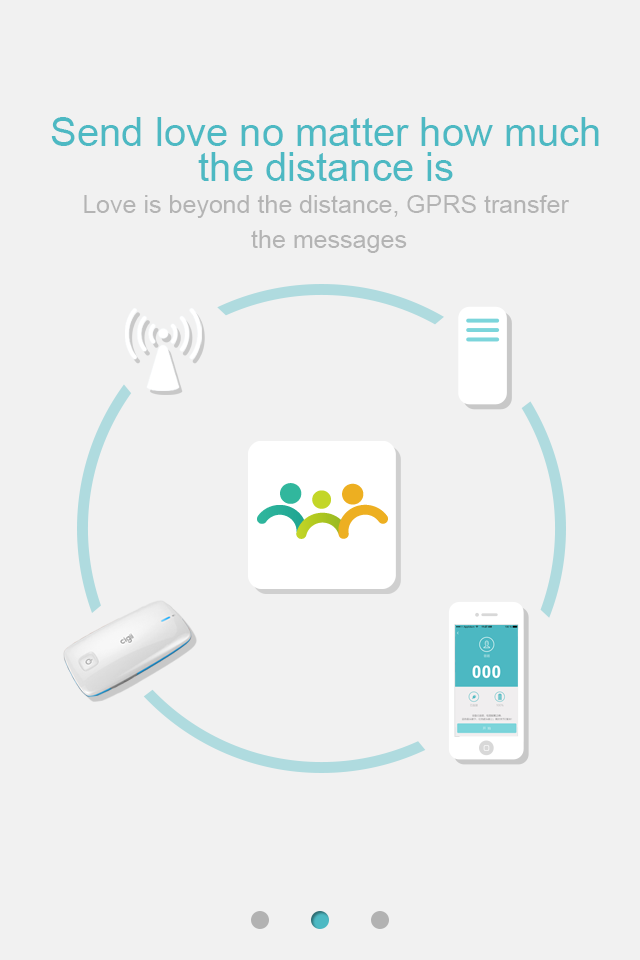 Send love no matter how much
the distance is
Love is beyond the distance, GPRS transfer
the messages
cigii
000